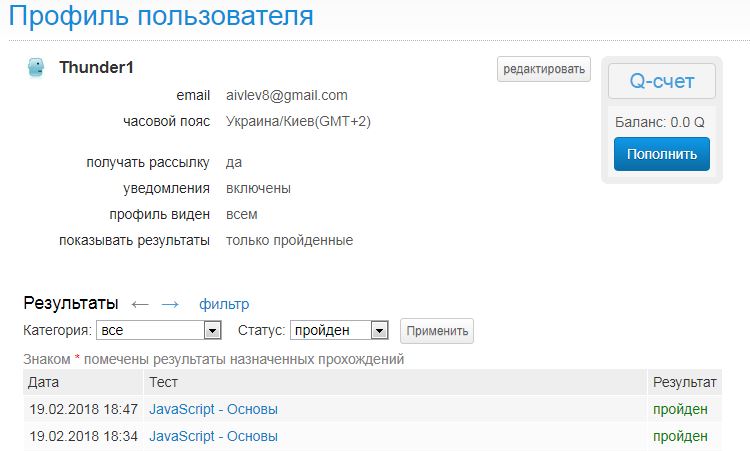 Профиль пользователя
Thunder1
редактировать
Q-счет
email aivlev8@gmail.com
Баланс: 0.0 Q
часовой пояс Украина/Киев(GMT+2)
Пополнить
получать рассылку да
уведомления включены
профиль виден всем
показывать результаты только пройденные
Результаты ← → фильтр
Категория: все Статус: пройден Применить
Знаком * помечены результаты назначенных прохождений
Дата Тест Результат
19.02.2018 18:47 JavaScript - Основы пройден
19.02.2018 18:34 JavaScript - Основы пройден